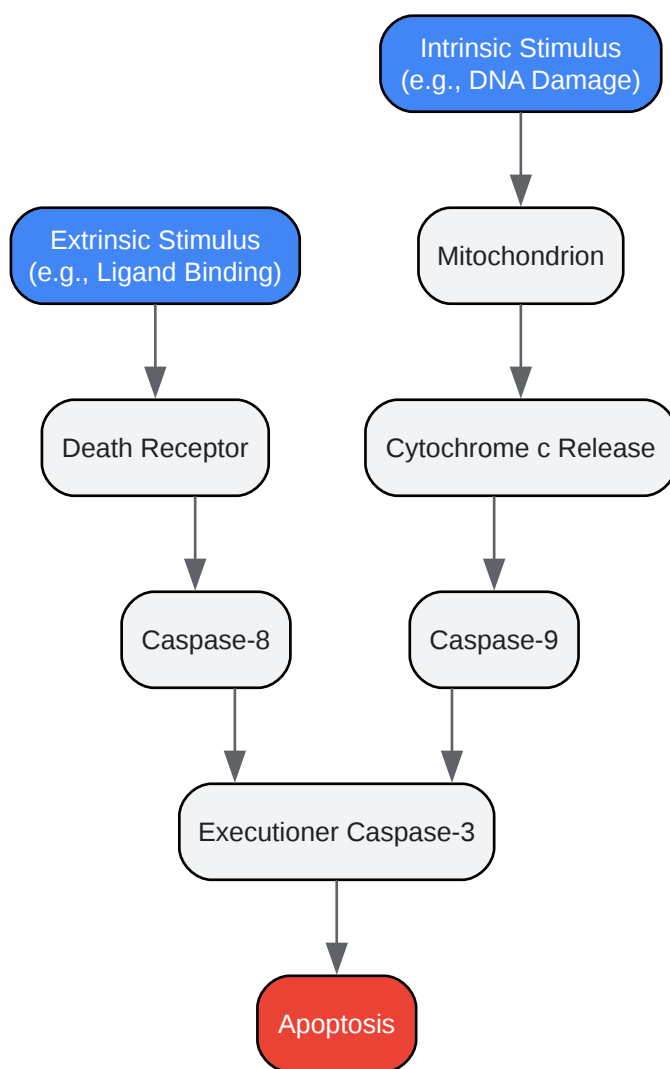 Intrinsic Stimulus
(e.g., DNA Damage)
Extrinsic Stimulus
(e.g., Ligand Binding)
Mitochondrion
Death Receptor
Cytochrome c Release
Caspase-8
Caspase-9
Executioner Caspase-3
Apoptosis